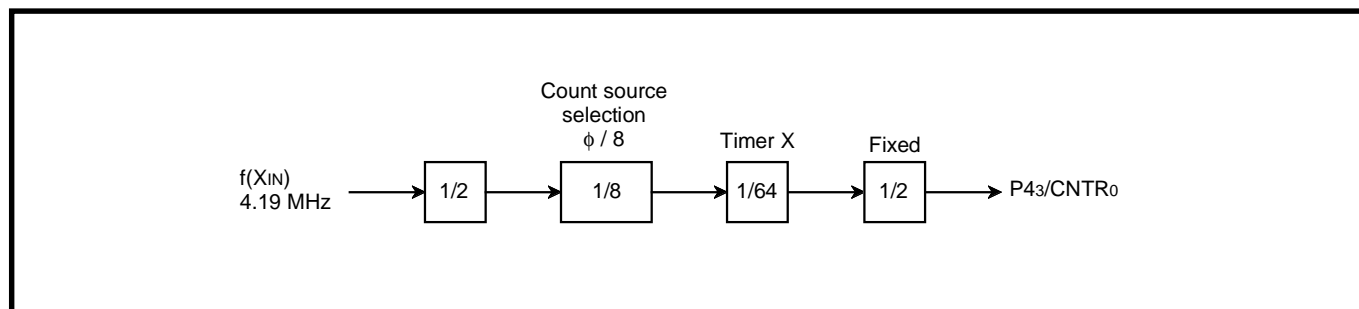 Count source
selection
ϕ / 8
Timer X
Fixed
f(XIN)
4.19 MHz
1/2
1/8
1/64
1/2
P43/CNTR0